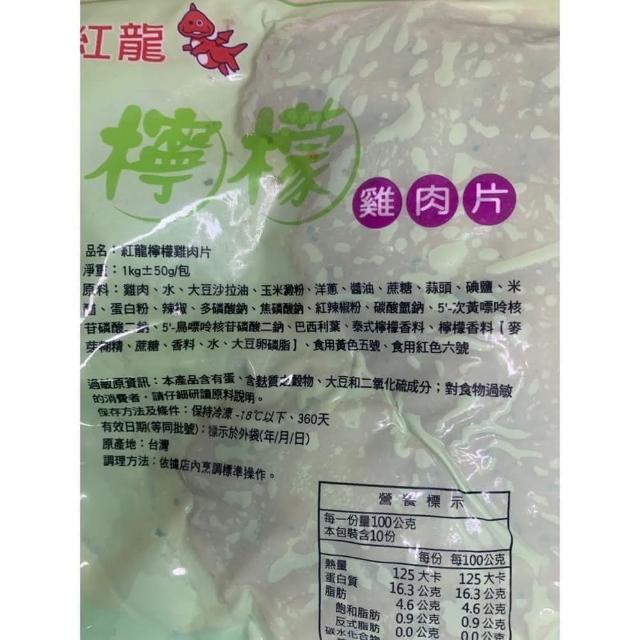 紅龍
檸檬
雞肉片
品名：紅龍檸檬雞肉片
淨重：1kg±50g/包
原料：雞肉、水、大豆沙拉油、玉米澱粉、洋蔥、醬油、蔗糖、蒜頭、碘鹽、米
醋、蛋白粉、辣椒、多磷酸鈉、焦磷酸鈉、紅辣椒粉、碳酸氫鈉、5'-次黃嘌呤核
苷磷酸二鈉、5'-鳥嘌呤核苷磷酸二鈉、巴西利葉、泰式檸檬香料、檸檬香料【麥
芽糊精、蔗糖、香料、水、大豆卵磷脂】、食用黃色五號、食用紅色六號
過敏原資訊：本產品含有蛋、含麩質之穀物、大豆和二氧化硫成分；對食物過敏
的消費者，請仔細研讀原料說明。
保存方法及條件：保持冷凍-18℃以下、360天
有效日期(等同批號)：標示於外袋(年/月/日)
原產地：台灣
調理方法：依據店內烹調標準操作。
營養標示
每一份量100公克
本包裝含10份
每份 每100公克
熱量 125大卡 125大卡
蛋白質 16.3公克 16.3公克
脂肪 4.6公克 4.6公克
飽和脂肪 0.9公克 0.9公克
反式脂肪 0.0公克 0.0公克
碳水化合物